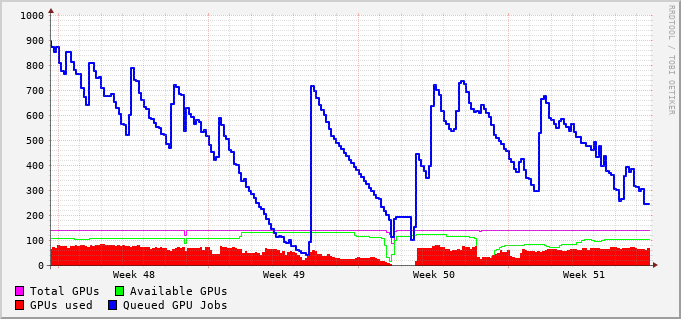 1000
900
800
700
600
500
400
300
200
100
0
Week 48 Week 49 Week 50 Week 51
Total GPUs Available GPUs
GPUs used Queued GPU Jobs
RRDTOOL / TOBI OETIKER